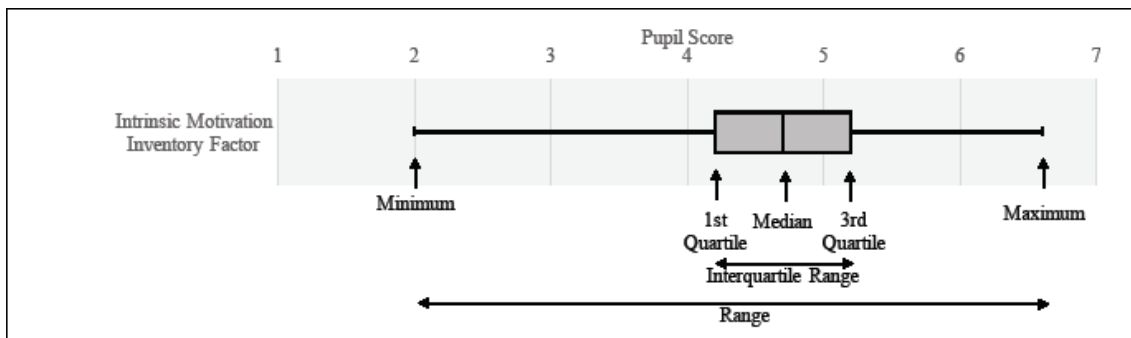 Pupil Score
1 2 3 4 5 6 7
Intrinsic Motivation
Inventory Factor
Minimum
1st
Quartile
Median
3rd
Quartile
Maximum
Interquartile Range
Range